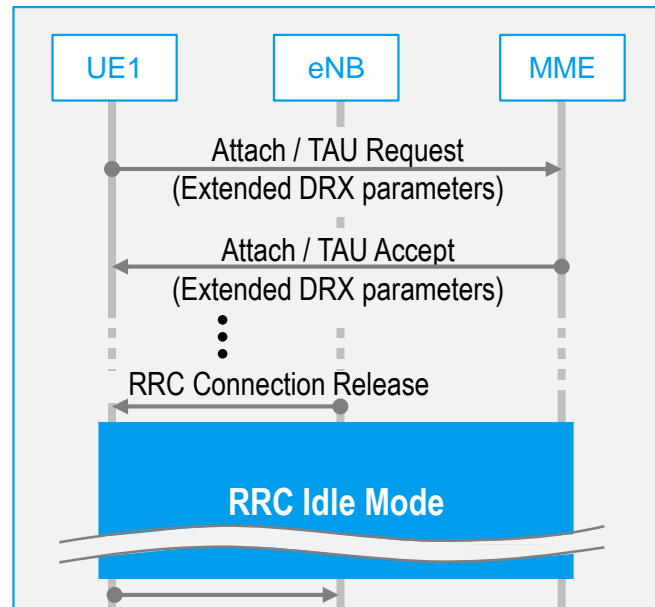 UE1 eNB MME
Attach / TAU Request
(Extended DRX parameters)
Attach / TAU Accept
(Extended DRX parameters)
RRC Connection Release
RRC Idle Mode